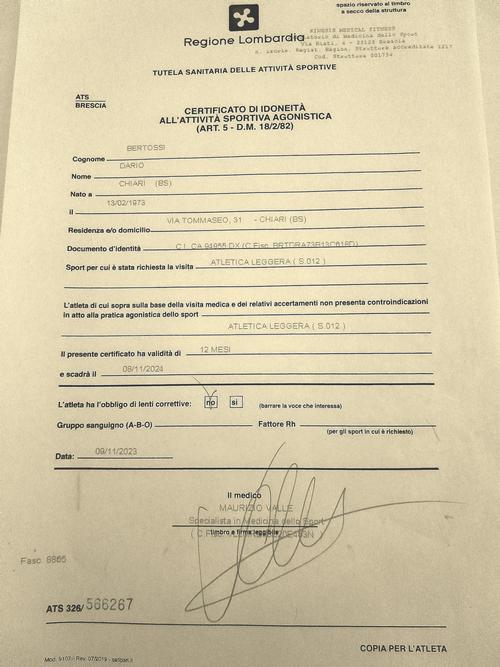 spazio riservato al timbro
a secco della struttura
Regione Lombardia
KINESIS MEDICAL FITNESS
di Medicina dello Sport
TUTELA SANITARIA DELLE ATTIVITÀ SPORTIVE
ATS
BRESCIA
CERTIFICATO DI IDONEITÀ
ALL'ATTIVITÀ SPORTIVA AGONISTICA
(ART. 5 - D.M. 18/2/82)
Cognome BERTOSSI
Nome DARIO
Nato a CHIARI (BS)
il 13/02/1973
Residenza e/o domicilio VIA TOMMASEO, 31 - CHIARI (BS)
Documento d'identità
Sport per cui è stata richiesta la visita ATLETICA LEGGERA ( S.012 )
L'atleta di cui sopra sulla base della visita medica e dei relativi accertamenti non presenta controindicazioni
in atto alla pratica agonistica dello sport
ATLETICA LEGGERA ( S.012 )
Il presente certificato ha validità di 12 MESI
e scadrà il 08/11/2024
L'atleta ha l'obbligo di lenti correttive: no si (barrare la voce che interessa)
Gruppo sanguigno (A-B-O) Fattore Rh
(per gli sport in cui è richiesto)
Data: 09/11/2023
Il medico
MAURIZIO VALLE
Specialista in Medicina dello Sport
timbro e firma leggibile
Fasc. 8865
ATS 326/ 566267
COPIA PER L'ATLETA